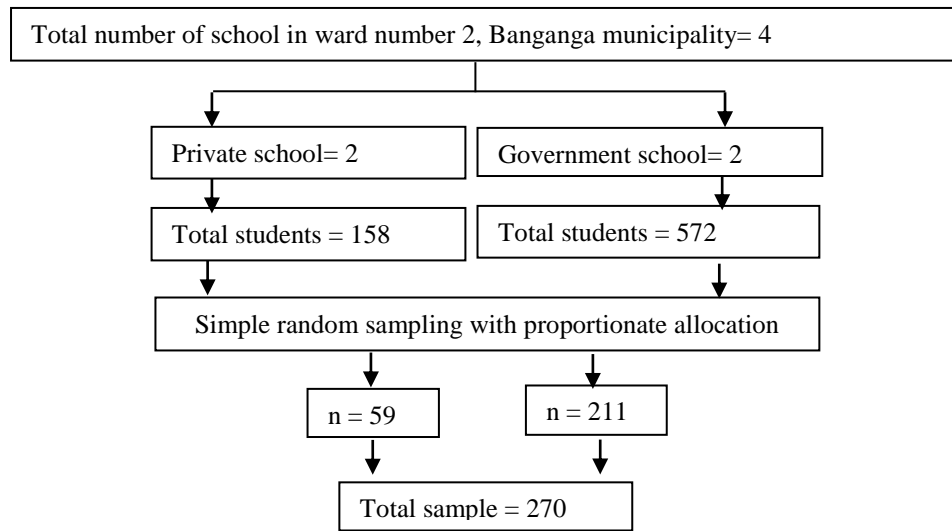 Total number of school in ward number 2, Banganga municipality= 4
Private school= 2
Government school= 2
Total students = 158
Total students = 572
Simple random sampling with proportionate allocation
n = 59
n = 211
Total sample = 270